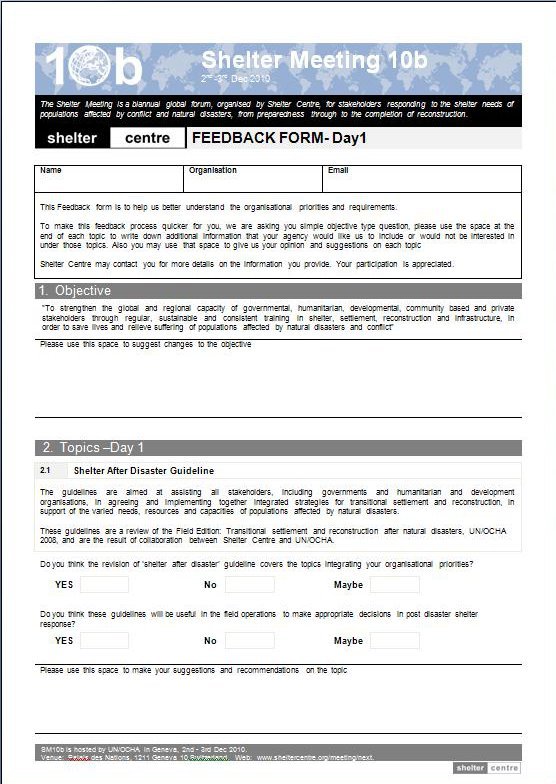 10b
Shelter Meeting 10b
2nd -3rd Dec 2010
The Shelter Meeting is a biannual global forum, organised by Shelter Centre, for stakeholders responding to the shelter needs of
populations affected by conflict and natural disasters, from preparedness through to the completion of reconstruction.
shelter centre FEEDBACK FORM- Day1
Name Organisation Email
This Feedback form is to help us better understand the organisational priorities and requirements.
To make this feedback process quicker for you, we are asking you simple objective type question, please use the space at the
end of each topic to write down additional information that your agency would like us to include or would not be interested in
under those topics. Also you may use that space to give us your opinion and suggestions on each topic
Shelter Centre may contact you for more details on the information you provide. Your participation is appreciated.
1. Objective
“To strengthen the global and regional capacity of governmental, humanitarian, developmental, community based and private
stakeholders through regular, sustainable and consistent training in shelter, settlement, reconstruction and infrastructure, in
order to save lives and relieve suffering of populations affected by natural disasters and conflict”
Please use this space to suggest changes to the objective
2. Topics –Day 1
2.1 Shelter After Disaster Guideline
The guidelines are aimed at assisting all stakeholders, including governments and humanitarian and development
organisations, in agreeing and implementing together integrated strategies for transitional settlement and reconstruction, in
support of the varied needs, resources and capacities of populations affected by natural disasters.
These guidelines are a review of the Field Edition: Transitional settlement and reconstruction after natural disasters, UN/OCHA
2008, and are the result of collaboration between Shelter Centre and UN/OCHA.
Do you think the revision of 'shelter after disaster' guideline covers the topics integrating your organisational priorities?
YES No Maybe
Do you think these guidelines will be useful in the field operations to make appropriate decisions in post disaster shelter
response?
YES No Maybe
Please use this space to make your suggestions and recommendations on the topic
SM10b is hosted by UN/OCHA in Geneva, 2nd - 3rd Dec 2010.
Venue: Palais des Nations, 1211 Geneva 10 Switzerland. Web: www.sheltercentre.org/meeting/next.
shelter centre